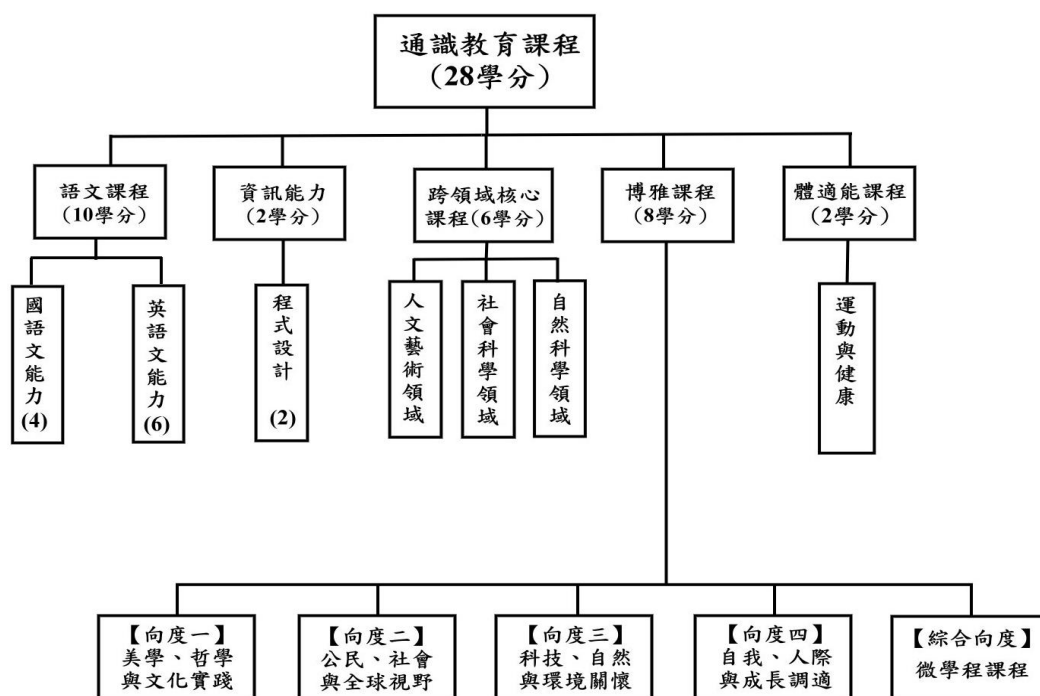 通識教育課程
(28學分)
語文課程
(10學分)
資訊能力
(2學分)
跨領域核心
課程(6學分)
博雅課程
(8學分)
體適能課程
(2學分)
國語文能力(4)
英語文能力(6)
程式設計(2)
人文藝術領域
社會科學領域
自然科學領域
運動與健康
【向度一】
美學、哲學
與文化實踐
【向度二】
公民、社會
與全球視野
【向度三】
科技、自然
與環境關懷
【向度四】
自我、人際
與成長調適
【綜合向度】
微學程課程